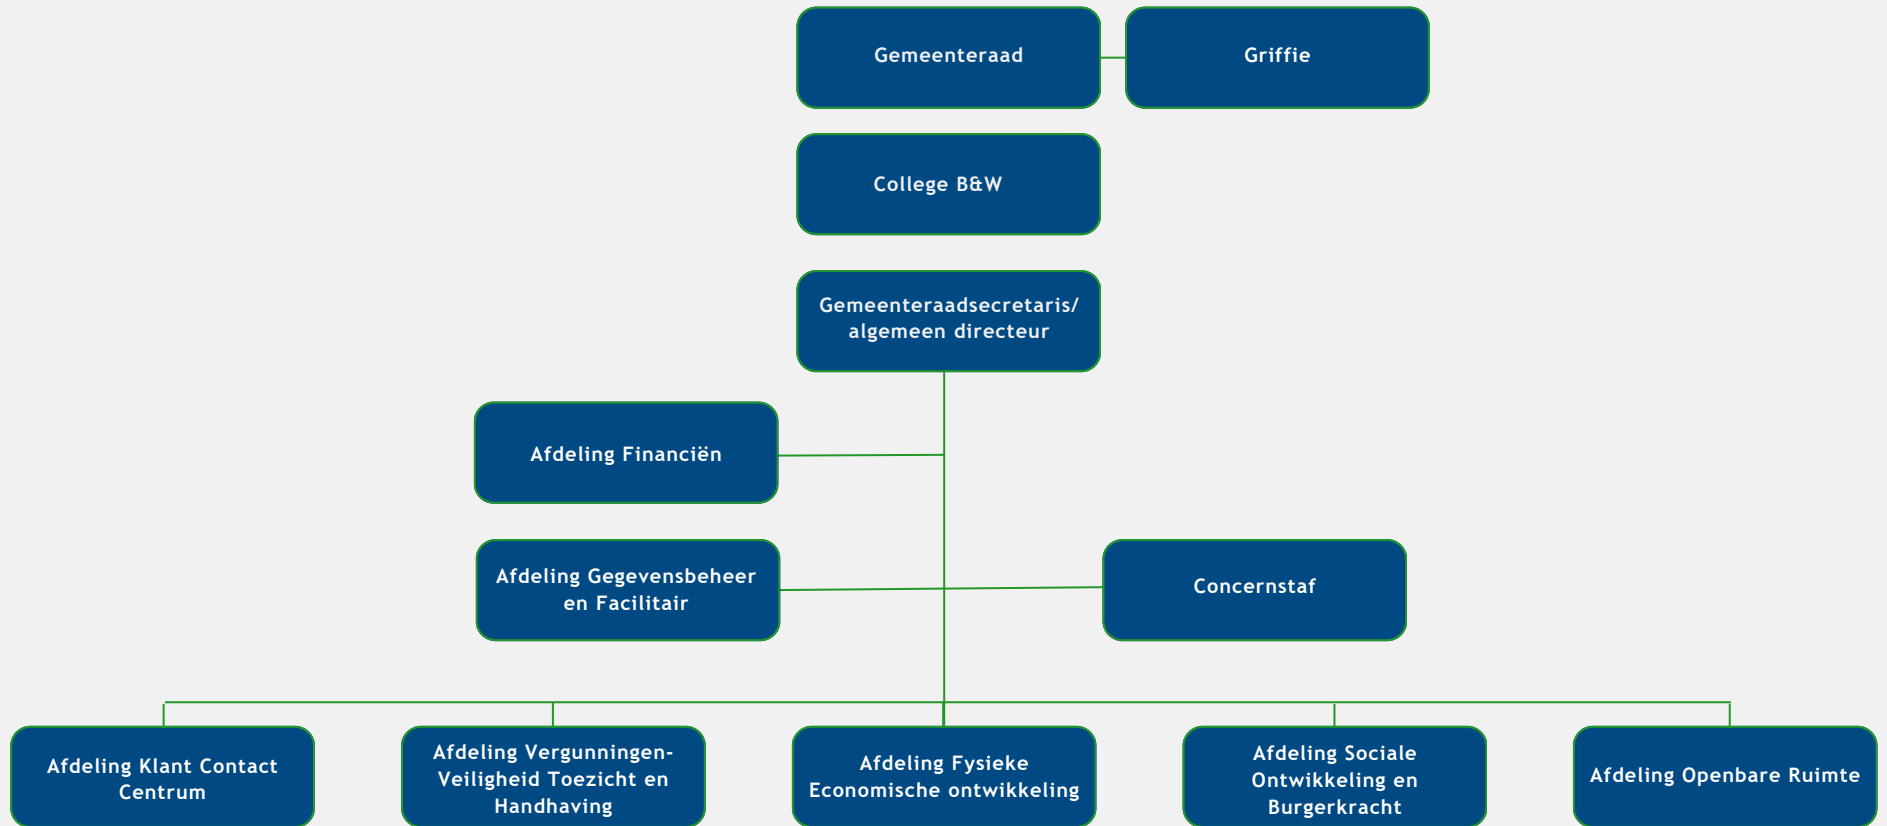 Gemeenteraad
Griffie
College B&W
Gemeenteraadsecretaris/
algemeen directeur
Afdeling Financiën
Afdeling Gegevensbeheer
en Facilitair
Concernstaf
Afdeling Klant Contact
Centrum
Afdeling Vergunningen-
Veiligheid Toezicht en
Handhaving
Afdeling Fysieke
Economische ontwikkeling
Afdeling Sociale
Ontwikkeling en
Burgerkracht
Afdeling Openbare Ruimte